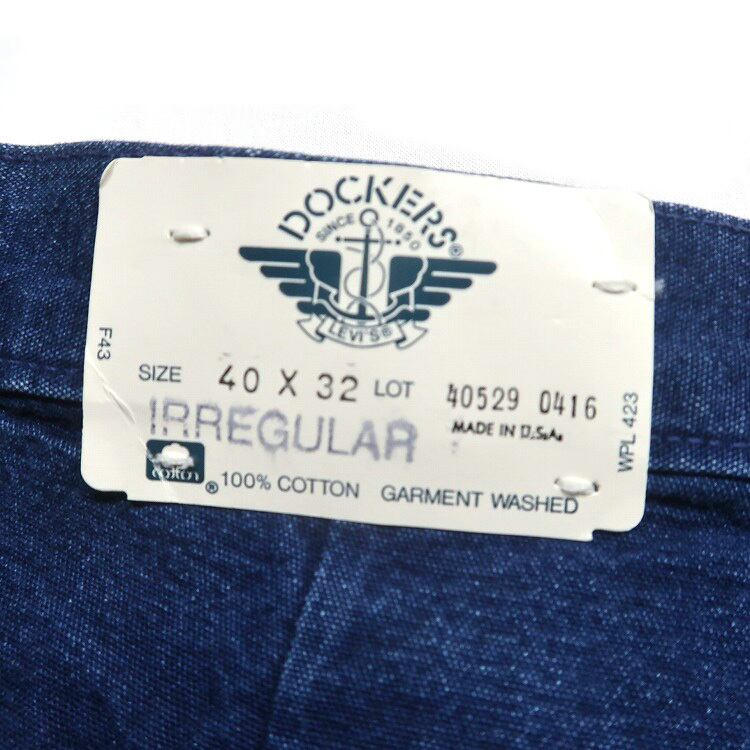 DOCKERS®
SINCE 1850
LEVI'S®
F43
SIZE 40 X 32 LOT 40529 0416
IRREGULAR
MADE IN U.S.A.
WPL 423
cotton
® 100% COTTON GARMENT WASHED